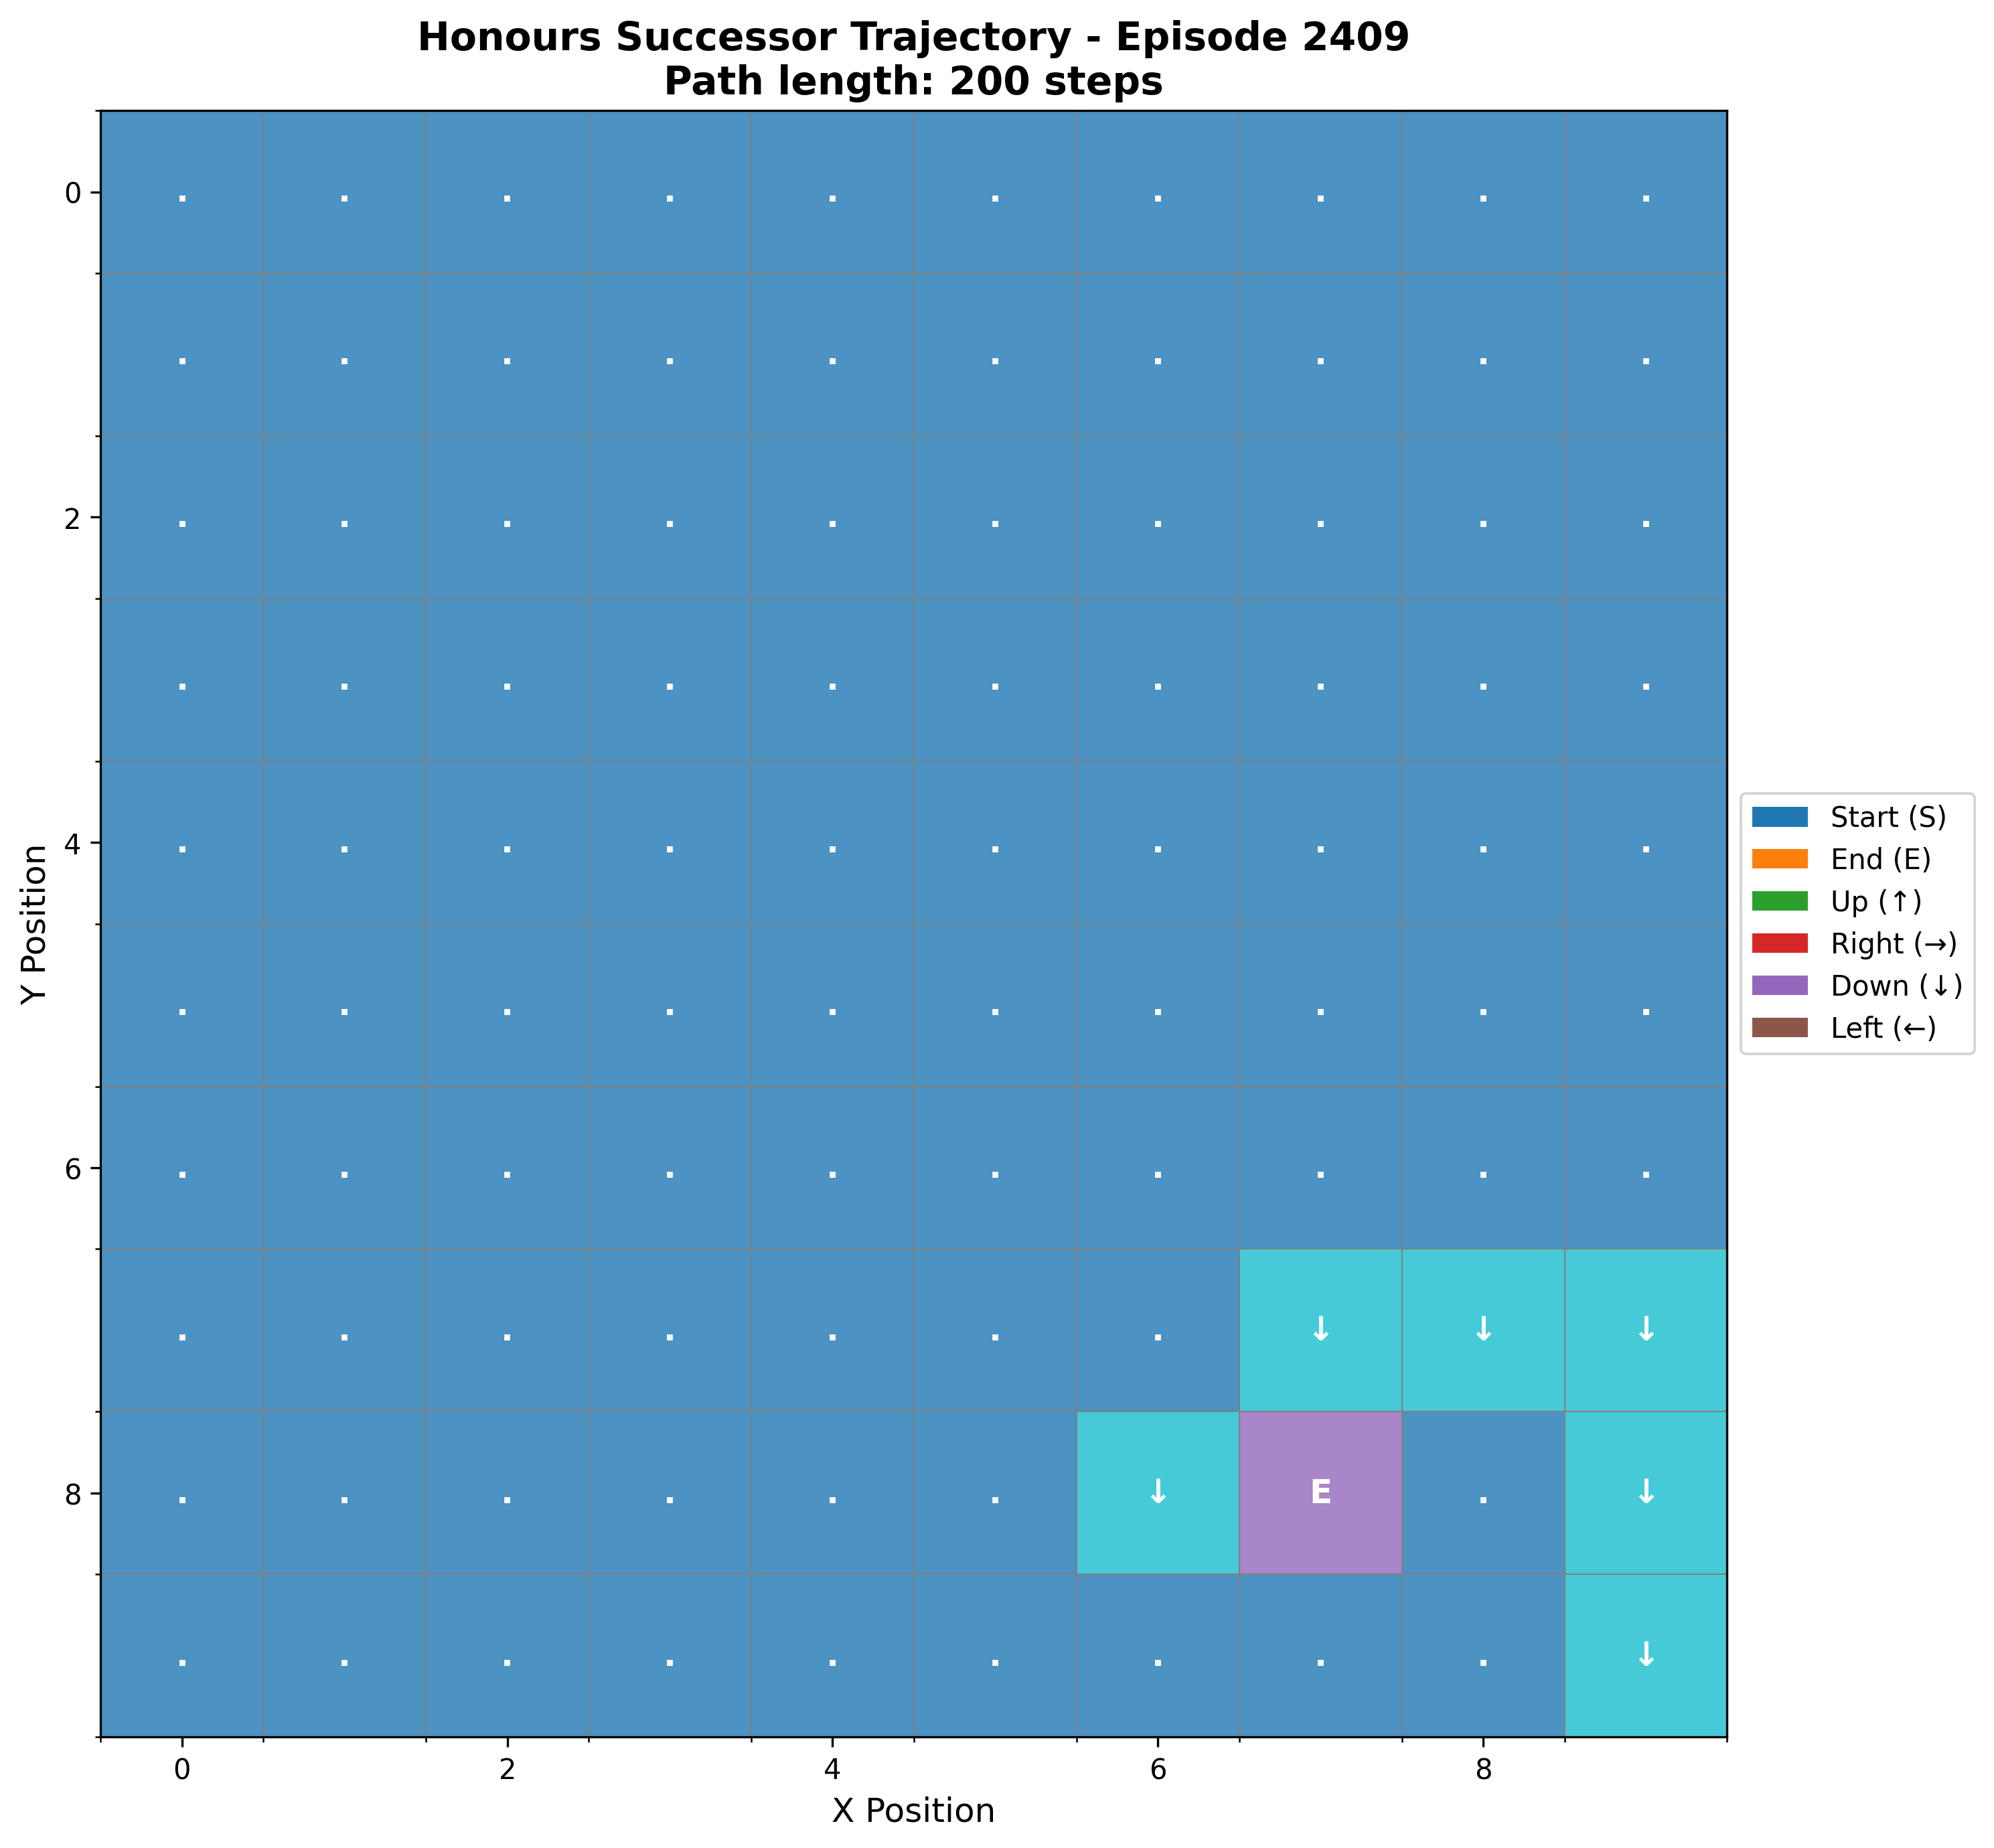 Honours Successor Trajectory - Episode 2409
Path length: 200 steps
0
. . . . . . . . . .
. . . . . . . . . .
2
. . . . . . . . . .
. . . . . . . . . .
4
. . . . . . . . . .
. . . . . . . . . .
6
. . . . . . . . . .
. . . . . . . ↓ ↓ ↓
8
. . . . . . ↓ E . ↓
. . . . . . . . . ↓
0 2 4 6 8
X Position
Y Position
Start (S)
End (E)
Up (↑)
Right (→)
Down (↓)
Left (←)